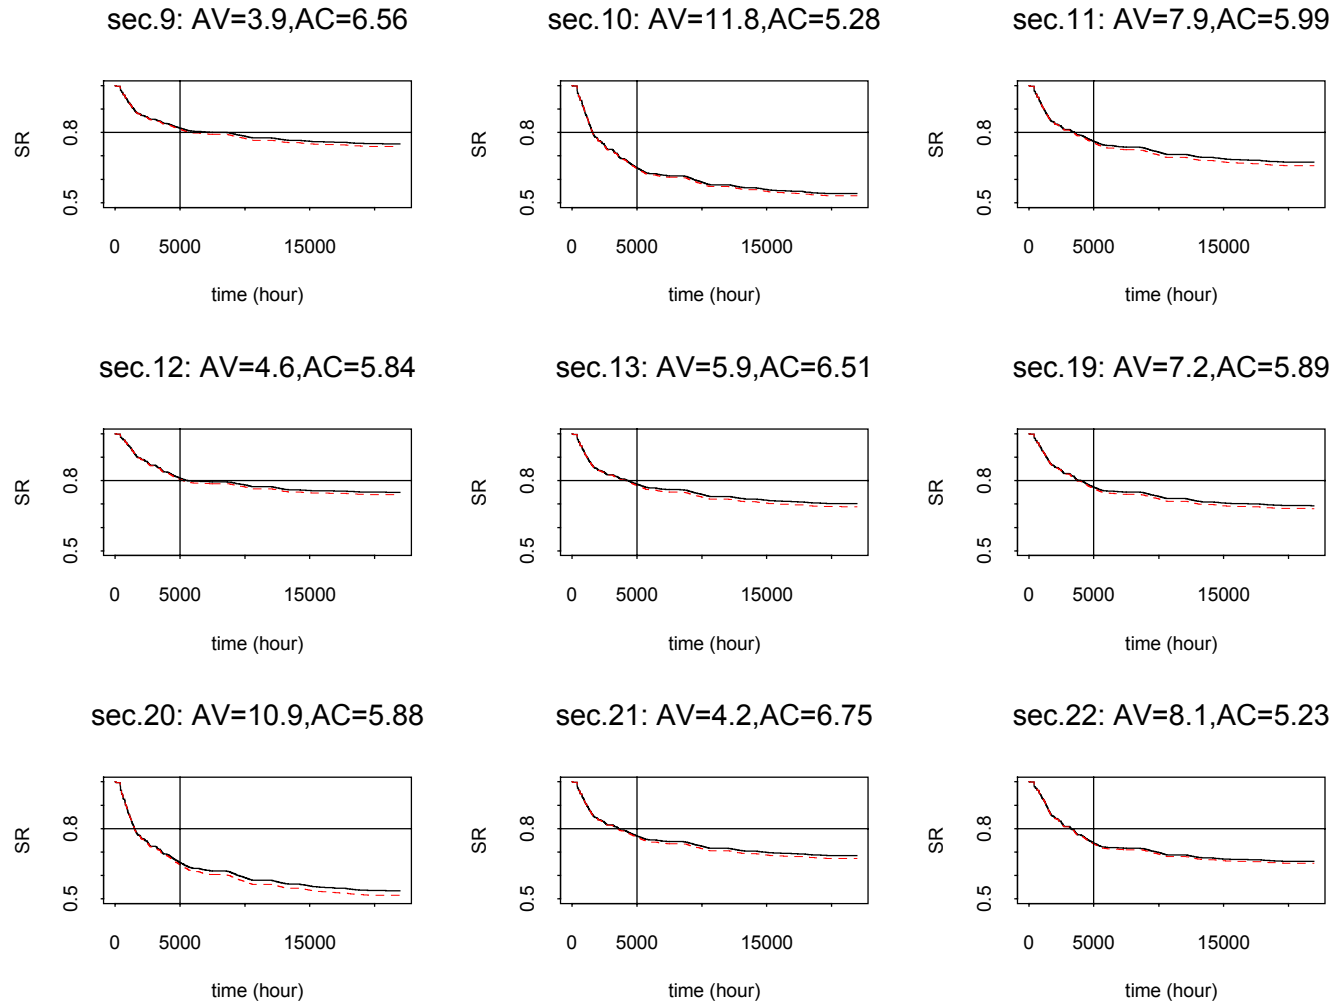 sec.9: AV=3.9,AC=6.56
SR
0.8
0.5
0 5000 15000
time (hour)
sec.10: AV=11.8,AC=5.28
SR
0.8
0.5
0 5000 15000
time (hour)
sec.11: AV=7.9,AC=5.99
SR
0.8
0.5
0 5000 15000
time (hour)
sec.12: AV=4.6,AC=5.84
SR
0.8
0.5
0 5000 15000
time (hour)
sec.13: AV=5.9,AC=6.51
SR
0.8
0.5
0 5000 15000
time (hour)
sec.19: AV=7.2,AC=5.89
SR
0.8
0.5
0 5000 15000
time (hour)
sec.20: AV=10.9,AC=5.88
SR
0.8
0.5
0 5000 15000
time (hour)
sec.21: AV=4.2,AC=6.75
SR
0.8
0.5
0 5000 15000
time (hour)
sec.22: AV=8.1,AC=5.23
SR
0.8
0.5
0 5000 15000
time (hour)